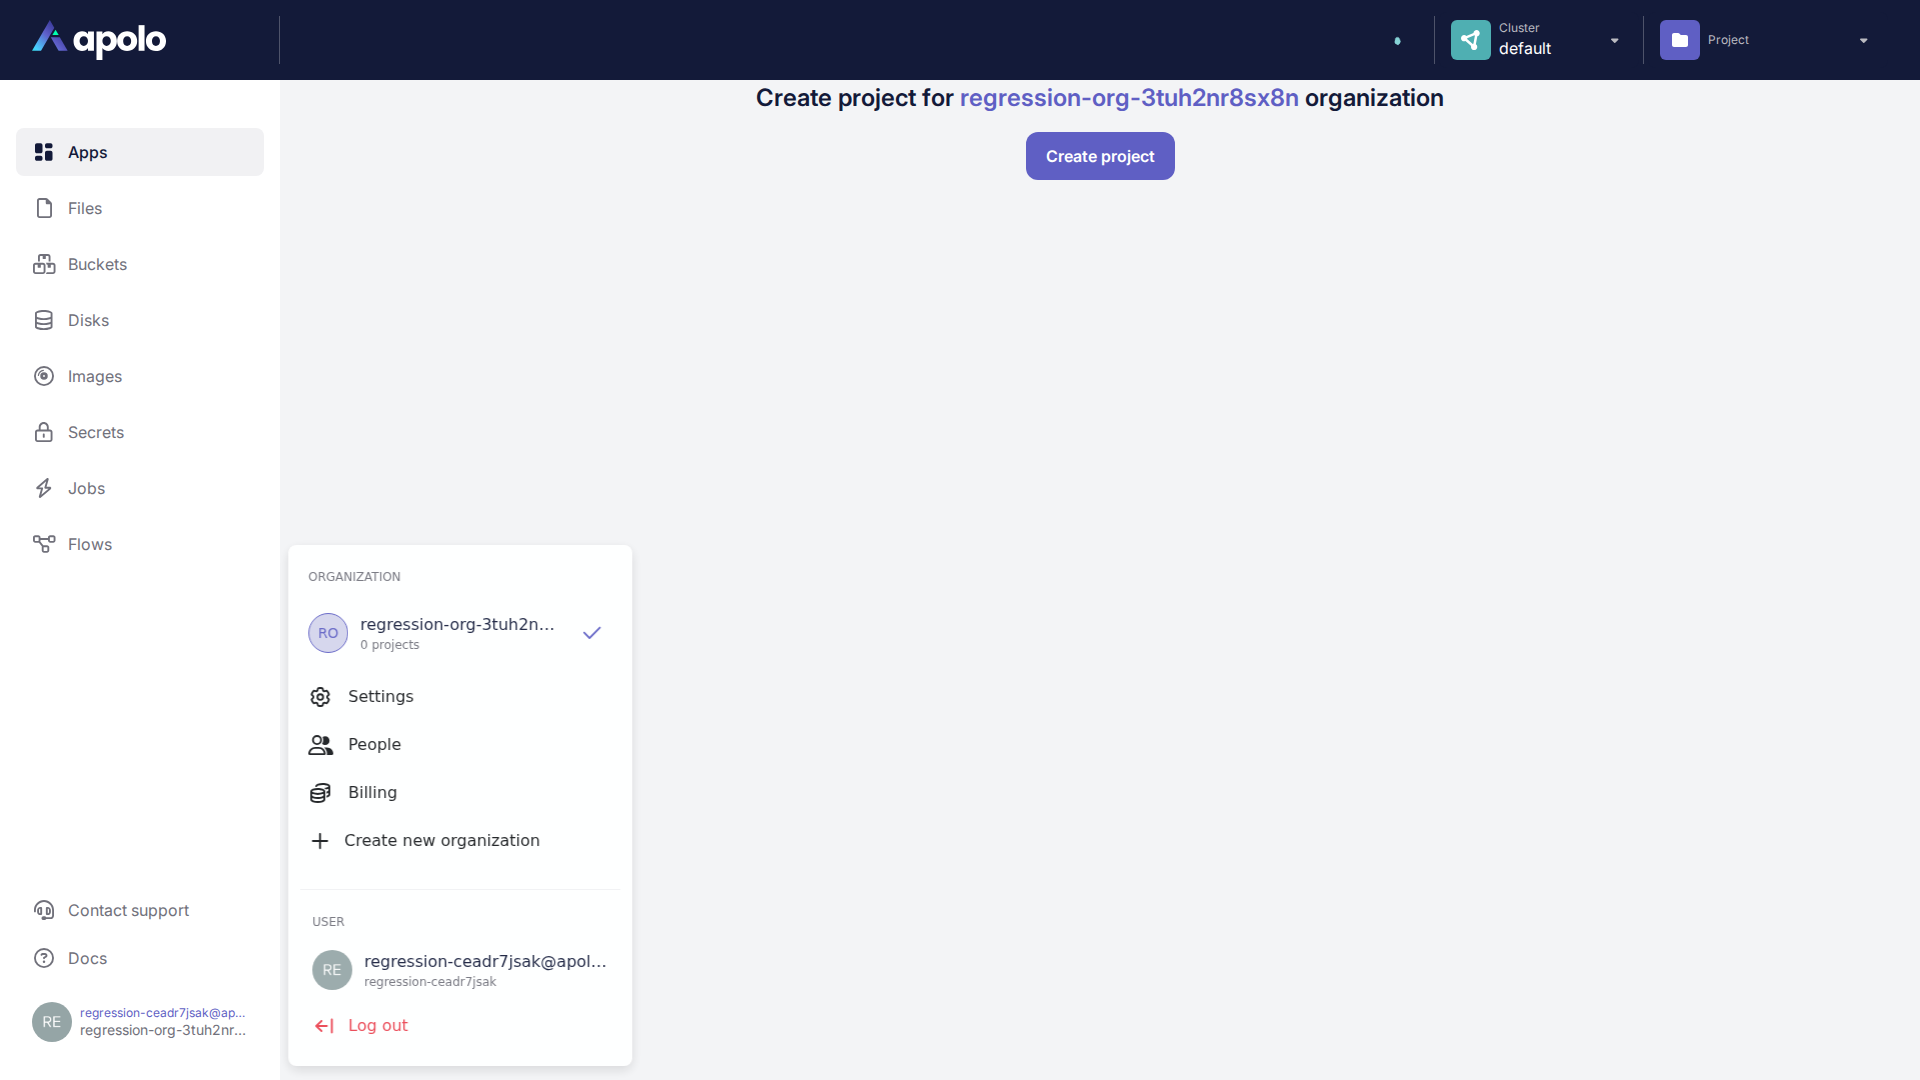 apolo
Cluster
default
Project
Create project for regression-org-3tuh2nr8sx8n organization
Create project
Apps
Files
Buckets
Disks
Images
Secrets
Jobs
Flows
ORGANIZATION
RO
regression-org-3tuh2n...
0 projects
Settings
People
Billing
Create new organization
USER
RE
regression-ceadr7jsak@apol...
regression-ceadr7jsak
Log out
Contact support
Docs
RE
regression-ceadr7jsak@ap...
regression-org-3tuh2nr...